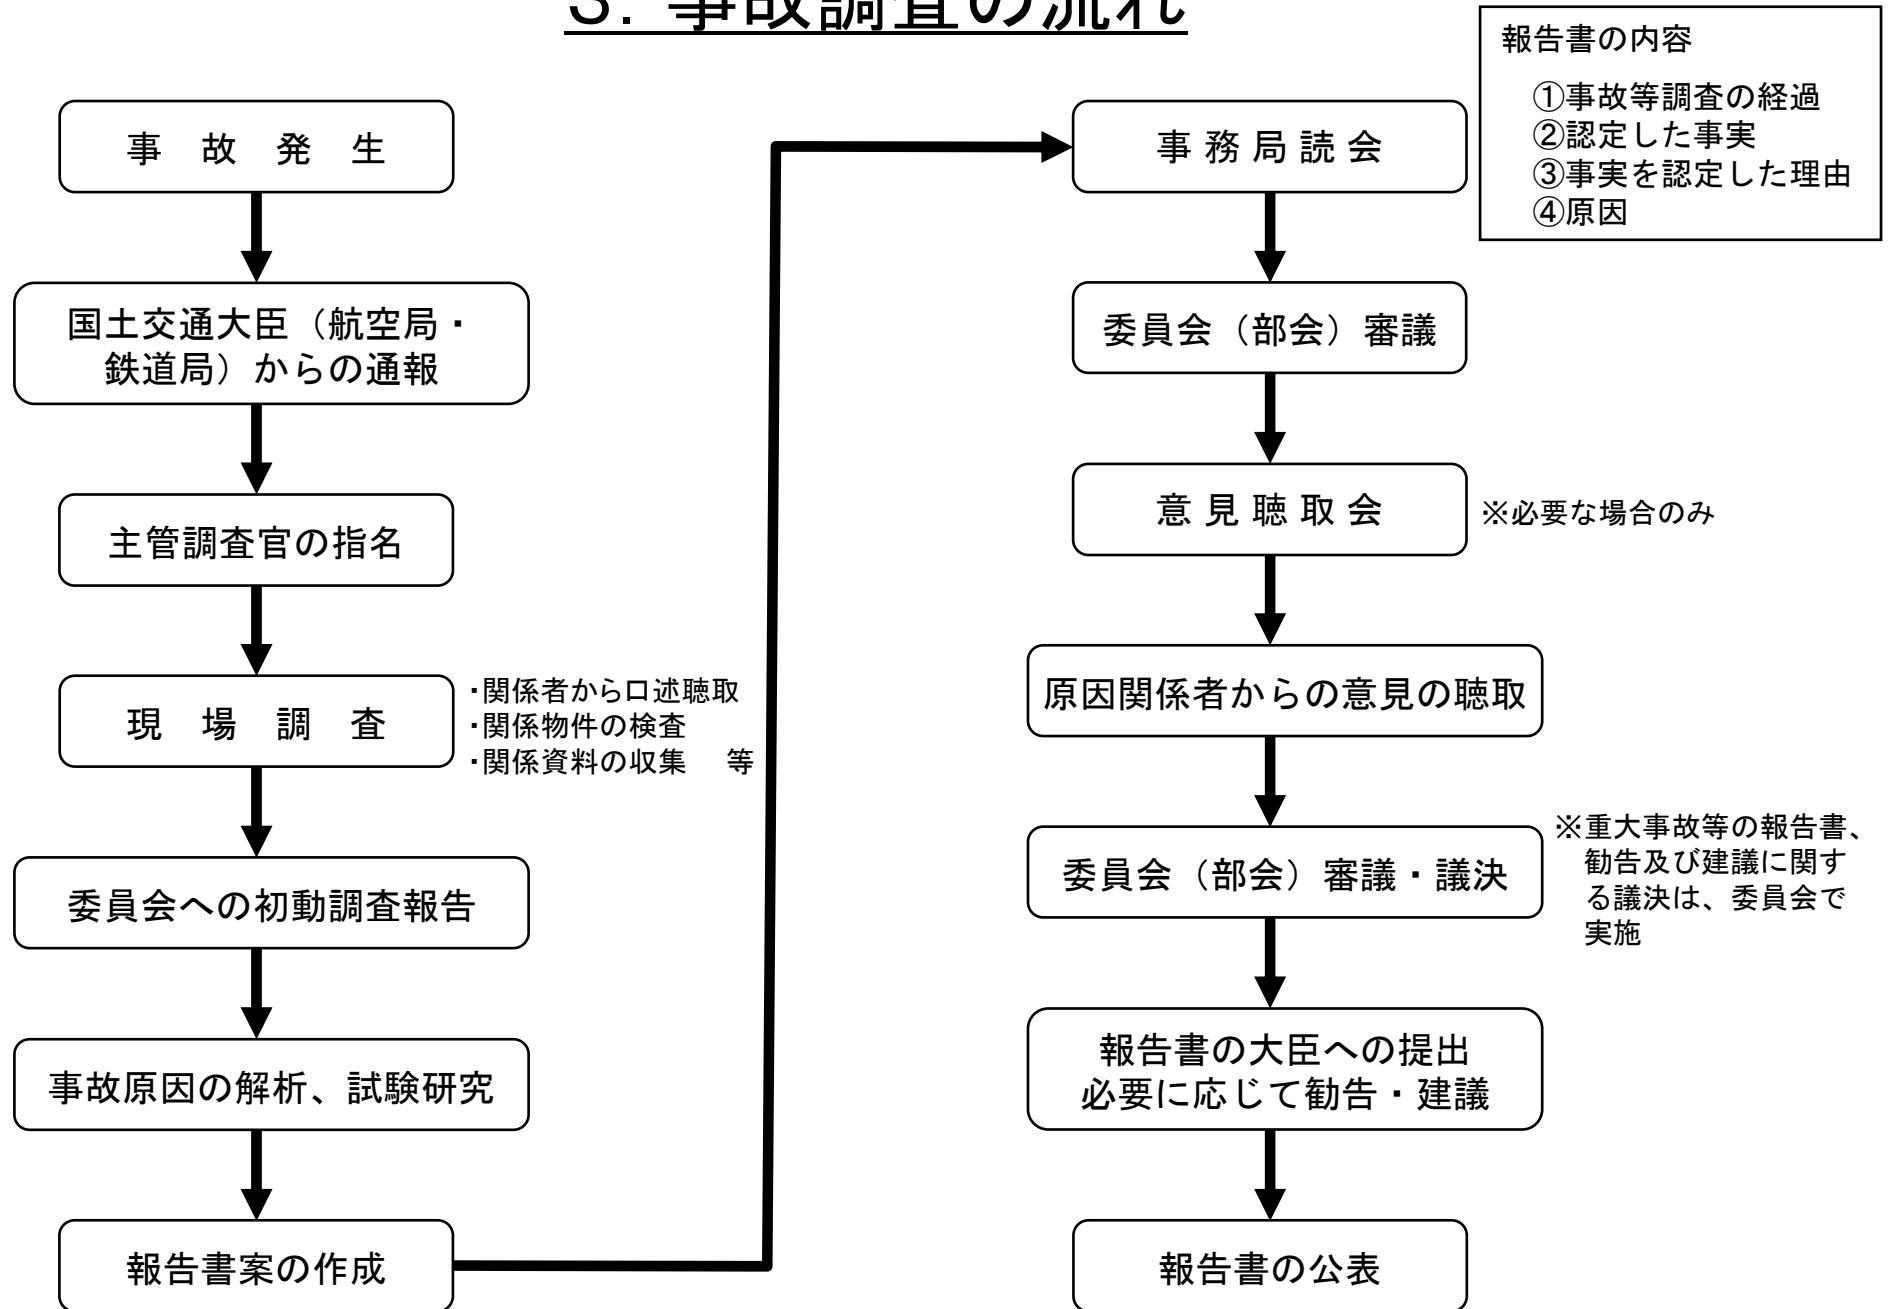 3. 事故調査の流れ
事 故 発 生
国土交通大臣（航空局・
鉄道局）からの通報
主管調査官の指名
現 場 調 査
・関係者から口述聴取
・関係物件の検査
・関係資料の収集 等
委員会への初動調査報告
事故原因の解析、試験研究
報告書案の作成
事 務 局 読 会
委員会（部会）審議
意 見 聴 取 会
※必要な場合のみ
原因関係者からの意見の聴取
委員会（部会）審議・議決
※重大事故等の報告書、
勧告及び建議に関す
る議決は、委員会で
実施
報告書の大臣への提出
必要に応じて勧告・建議
報告書の公表
報告書の内容
①事故等調査の経過
②認定した事実
③事実を認定した理由
④原因